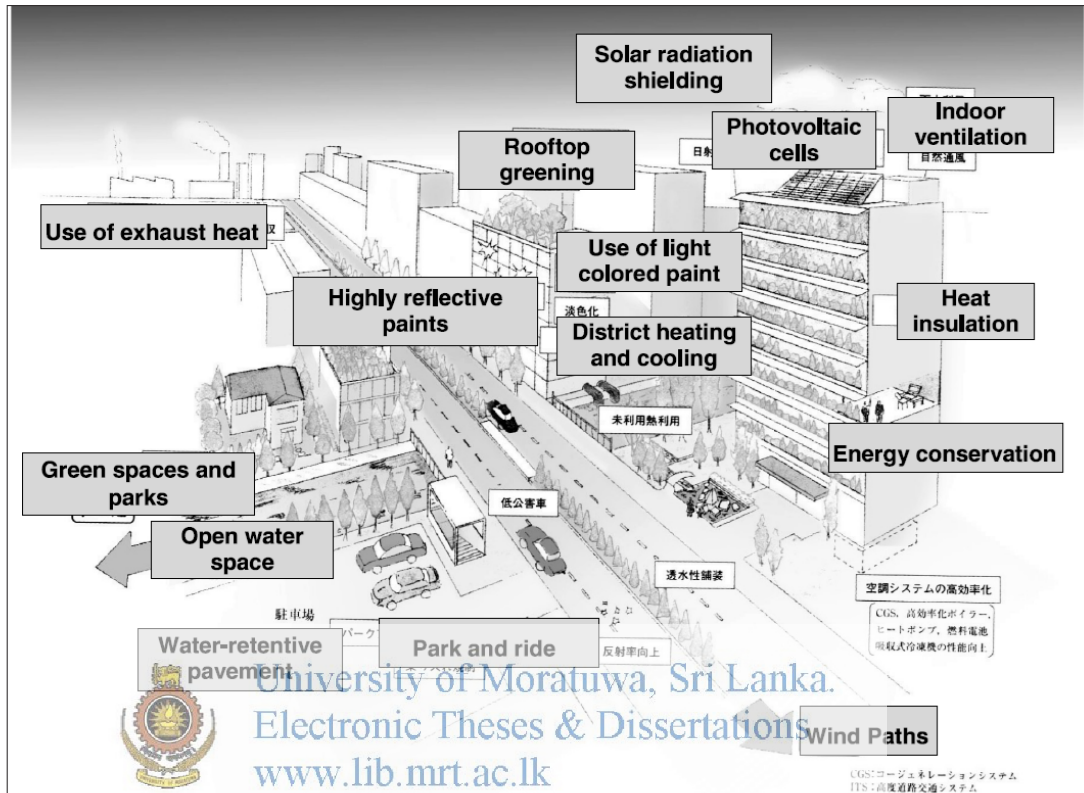 Solar radiation
shielding
Photovoltaic
cells
Indoor
ventilation
自然通風
日射
Rooftop
greening
Use of exhaust heat
Use of light
colored paint
Highly reflective
paints
淡色化
Heat
insulation
District heating
and cooling
未利用熱利用
Energy conservation
Green spaces and
parks
低公害車
Open water
space
透水性舗装
空調システムの高効率化
CGS, 高効率化ボイラー,
ヒートポンプ, 燃料電池
吸収式冷凍機の性能向上
駐車場
パーク
Water-retentive
pavement
Park and ride
反射率向上
University of Moratuwa, Sri Lanka.
Electronic Theses & Dissertations
www.lib.mrt.ac.lk
Wind Paths
CGS:コージェネレーションシステム
ITS:高度道路交通システム